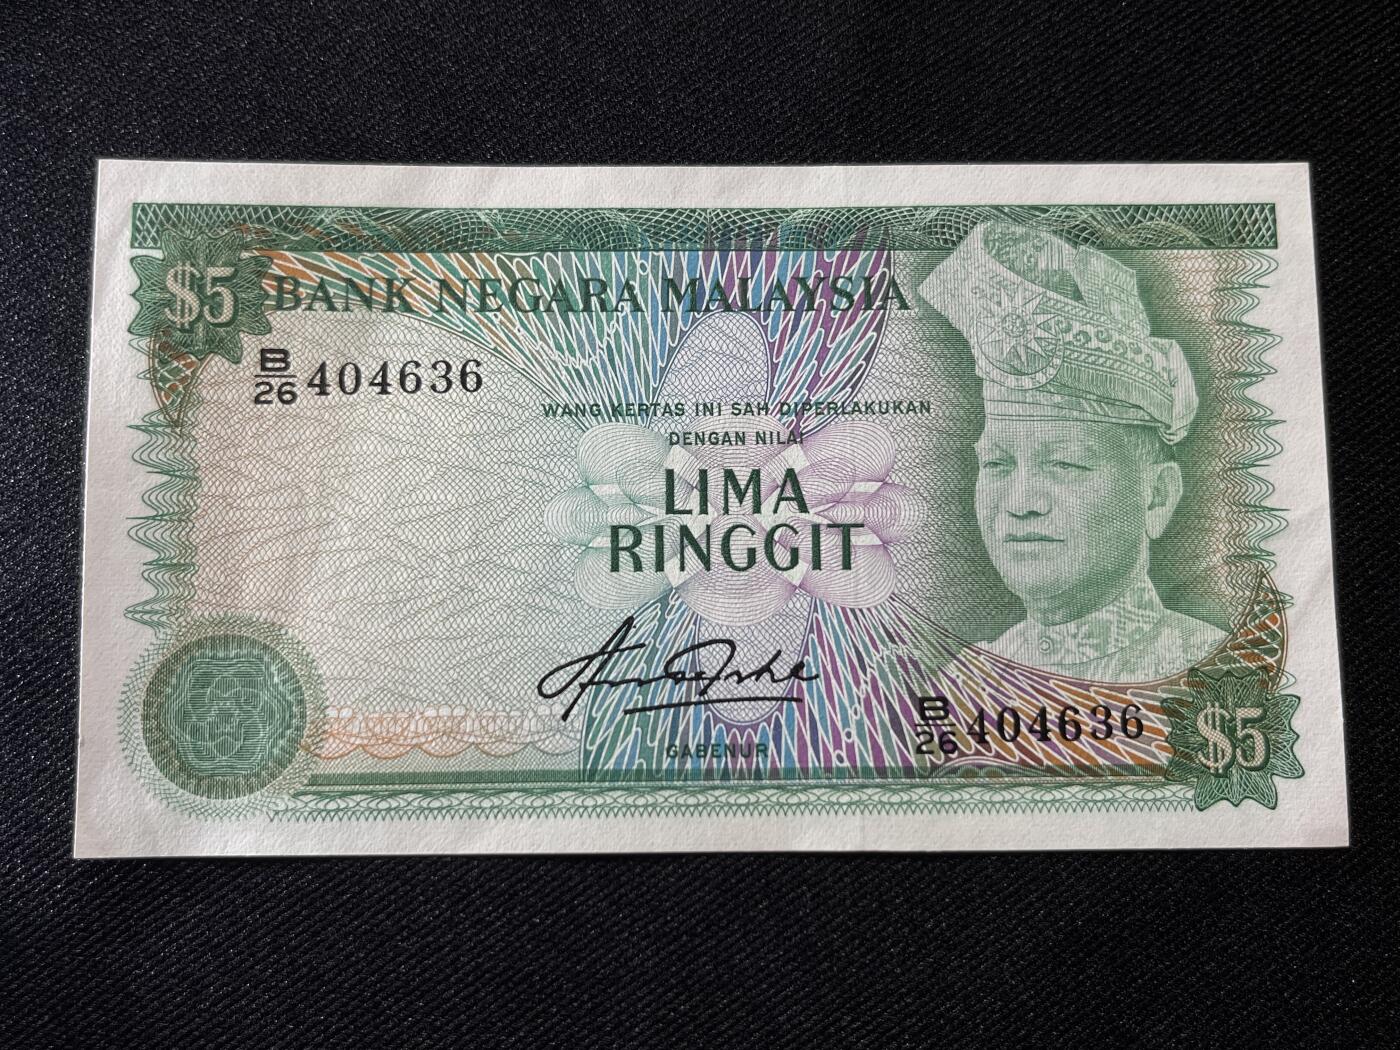 $5
BANK NEGARA MALAYSIA
B/26 404636
WANG KERTAS INI SAH DIPERLAKUKAN
DENGAN NILAI
LIMA
RINGGIT
GABENUR
B/26 404636
$5